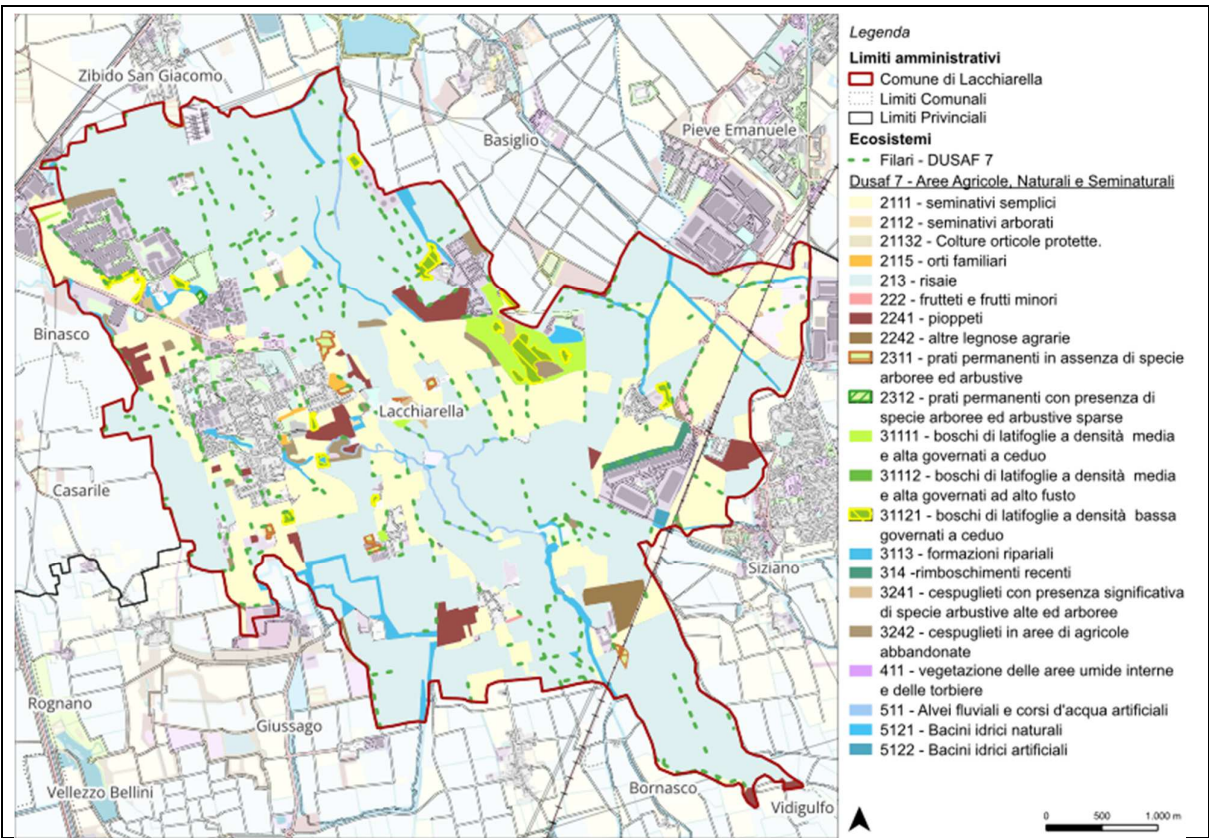 Zibido San Giacomo
Basiglio
Pieve Emanuele
Binasco
Lacchiarella
Casarile
Siziano
Rognano
Giussago
Vellezzo Bellini
Bornasco
Vidigulfo
Legenda
Limiti amministrativi
Comune di Lacchiarella
Limiti Comunali
Limiti Privinciali
Ecosistemi
Filari - DUSAF 7
Dusaf 7 - Aree Agricole, Naturali e Seminaturali
2111 - seminativi semplici
2112 - seminativi arborati
21132 - Colture orticole protette.
2115 - orti familiari
213 - risaie
222 - frutteti e frutti minori
2241 - pioppeti
2242 - altre legnose agrarie
2311 - prati permanenti in assenza di specie
arboree ed arbustive
2312 - prati permanenti con presenza di
specie arboree ed arbustive sparse
31111 - boschi di latifoglie a densità media
e alta governati a ceduo
31112 - boschi di latifoglie a densità media
e alta governati ad alto fusto
31121 - boschi di latifoglie a densità bassa
governati a ceduo
3113 - formazioni ripariali
314 -rimboschimenti recenti
3241 - cespuglieti con presenza significativa
di specie arbustive alte ed arboree
3242 - cespuglieti in aree di agricole
abbandonate
411 - vegetazione delle aree umide interne
e delle torbiere
511 - Alvei fluviali e corsi d'acqua artificiali
5121 - Bacini idrici naturali
5122 - Bacini idrici artificiali
0 500 1.000 m